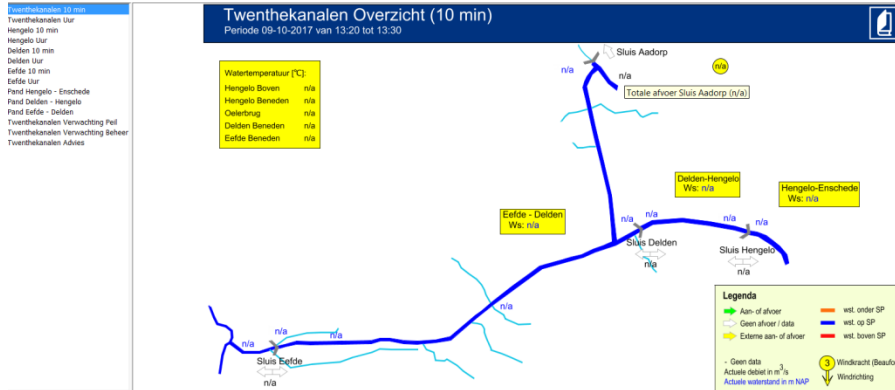 Twenthekanalen 10 min
Twenthekanalen Uur
Hengelo 10 min
Hengelo Uur
Delden 10 min
Delden Uur
Eefde 10 min
Eefde Uur
Pand Hengelo - Enschede
Pand Delden - Hengelo
Pand Eefde - Delden
Twenthekanalen Verwachting Peil
Twenthekanalen Verwachting Beheer
Twenthekanalen Advies
Twenthekanalen Overzicht (10 min)
Periode 09-10-2017 van 13:20 tot 13:30
Watertemperatuur [°C]:
Hengelo Boven n/a
Hengelo Beneden n/a
Oelerbrug n/a
Delden Beneden n/a
Eefde Beneden n/a
Sluis Aadorp
n/a
n/a
n/a
Totale afvoer Sluis Aadorp (n/a)
Delden-Hengelo
Ws: n/a
Hengelo-Enschede
Ws: n/a
Eefde - Delden
Ws: n/a
n/a n/a
n/a n/a
Sluis Delden
n/a
Sluis Hengelo
n/a
n/a
n/a
n/a
n/a
n/a
Sluis Eefde
n/a
Legenda
Aan- of afvoer
Geen afvoer / data
Externe aan- of afvoer
wst. onder SP
wst. op SP
wst. boven SP
- Geen data
Actuele debiet in m³/s
Actuele waterstand in m NAP
3 Windkracht (Beaufo
Windrichting